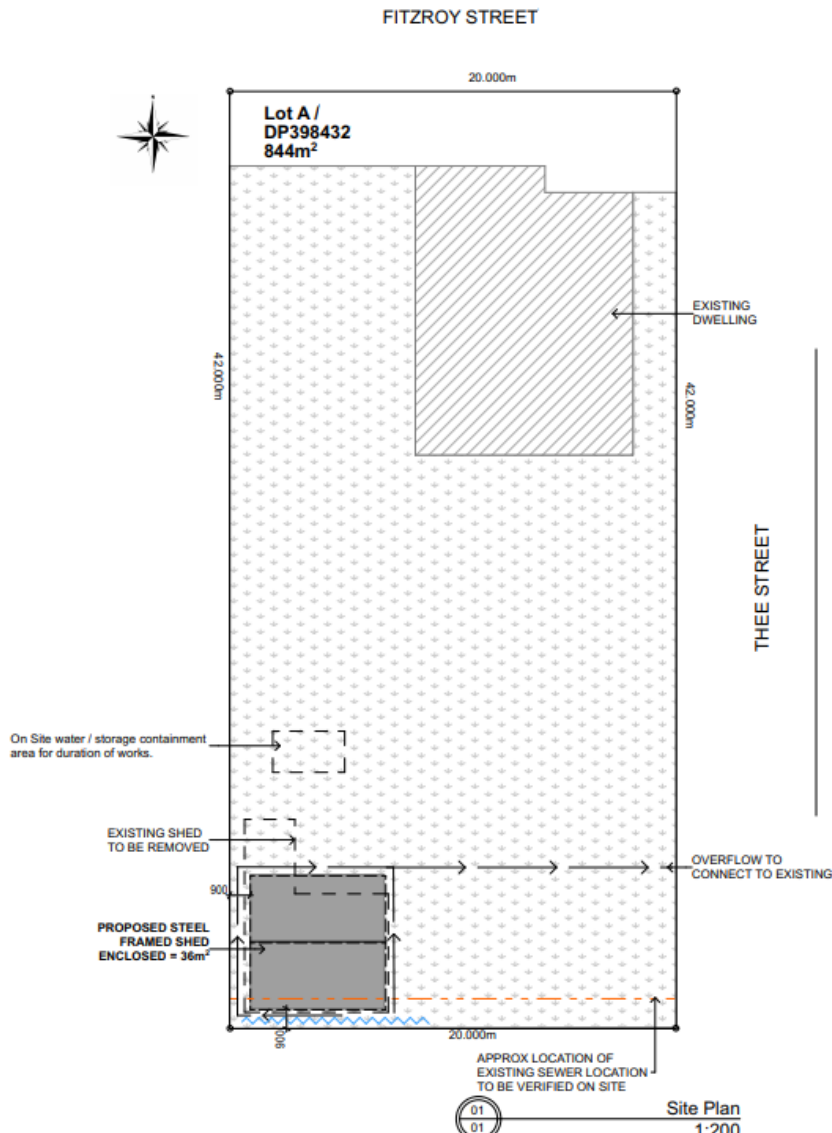 FITZROY STREET
20.000m
Lot A /
DP398432
844m²
EXISTING
DWELLING
42.000m
42.000m
THEE STREET
On Site water / storage containment
area for duration of works.
EXISTING SHED
TO BE REMOVED
OVERFLOW TO
CONNECT TO EXISTING
900
PROPOSED STEEL
FRAMED SHED
ENCLOSED = 36m²
900
20.000m
APPROX LOCATION OF
EXISTING SEWER LOCATION
TO BE VERIFIED ON SITE
01
01
Site Plan
1:200